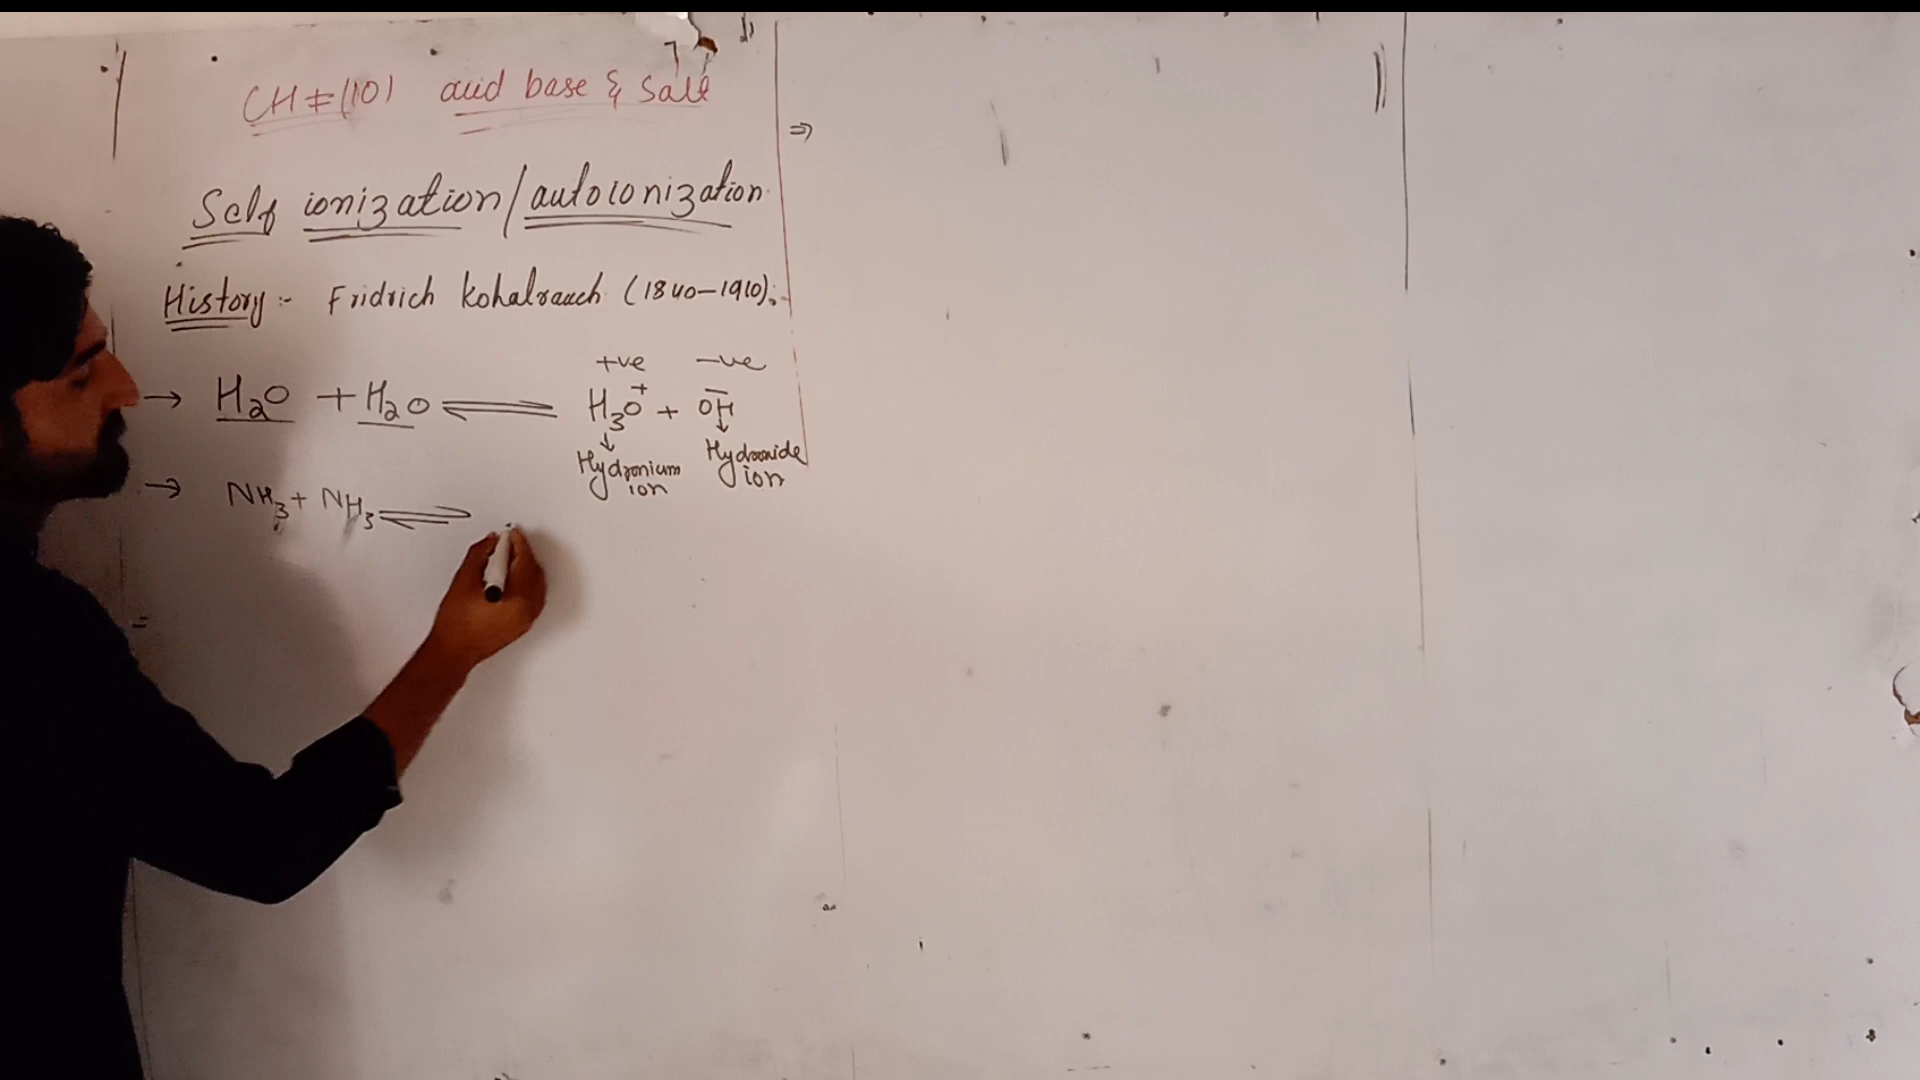 CH#(10) acid base & Salt
Self ionization/autoionization
History:- Fridrich Kohalrauch (1840-1910).
+ve -ve
→ H₂O + H₂O ⇌ H₃O⁺ + OH⁻
↓ ↓
Hydronium ion Hydroxide ion
→ NH₃ + NH₃ ⇌
⇒